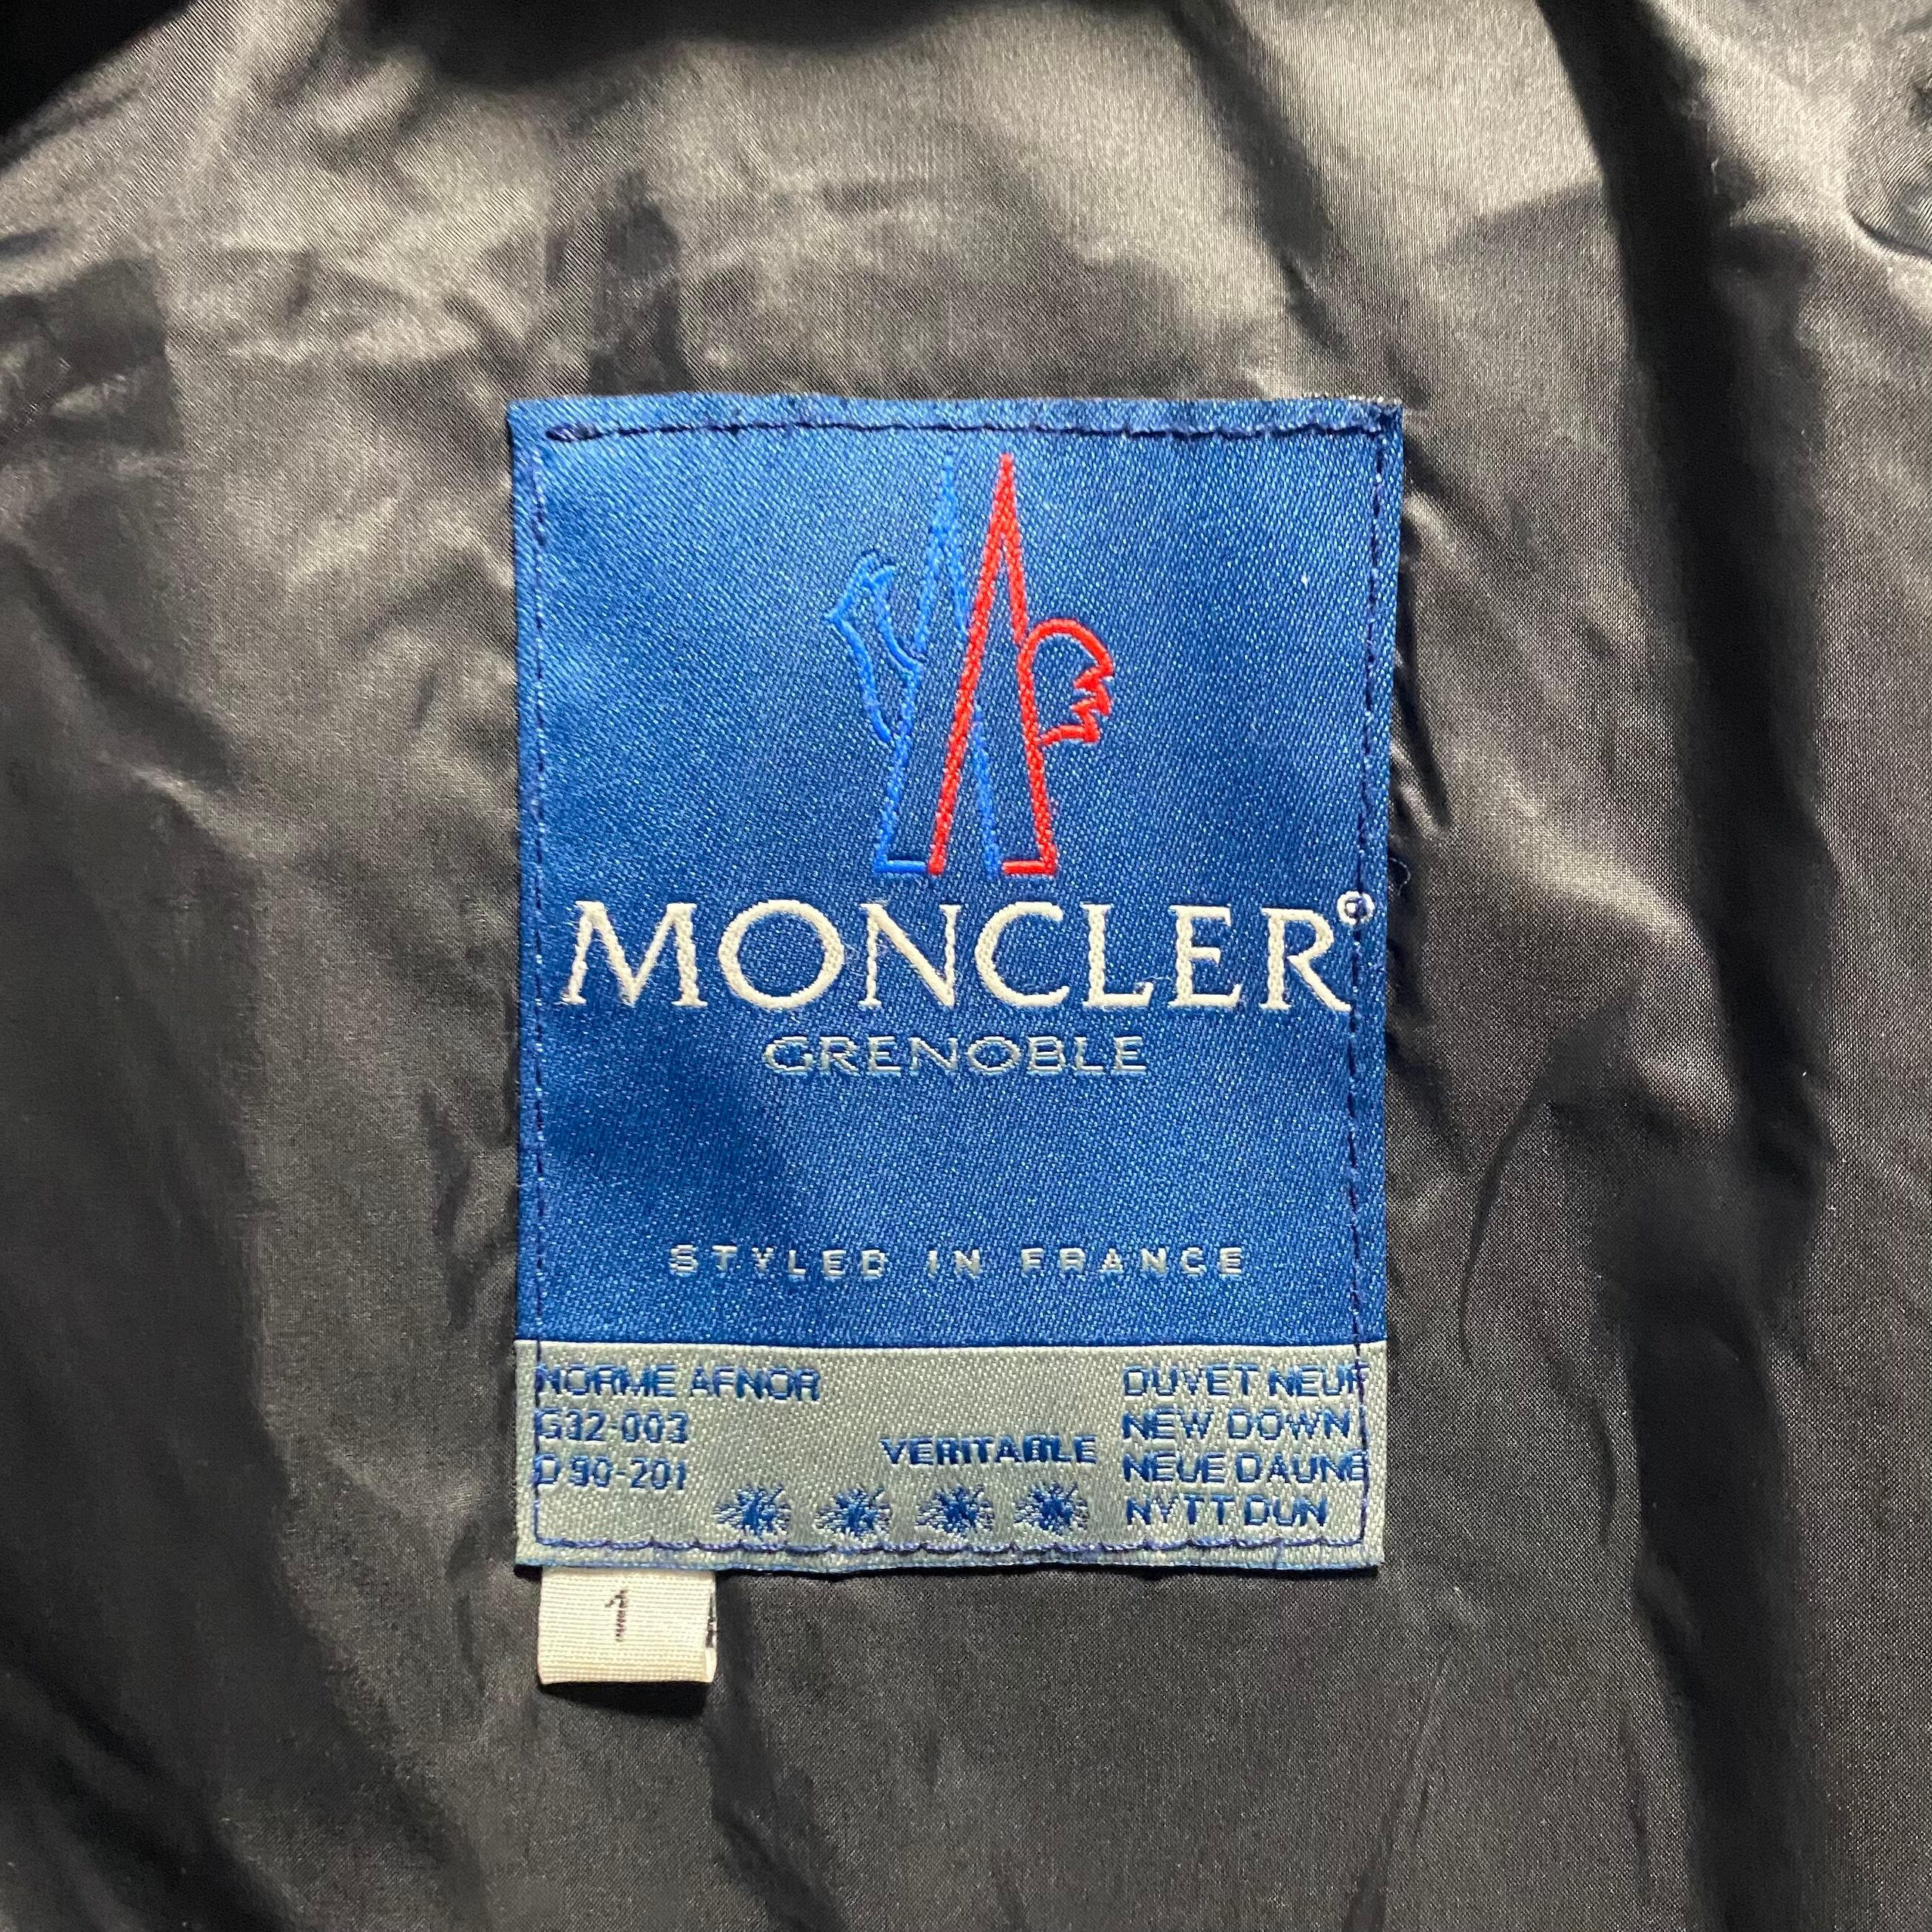 MONCLER®
GRENOBLE
STYLED IN FRANCE
NORME AFNOR
G32-003
D 90-201
VERITABLE
DUVET NEUF
NEW DOWN
NEUE DAUNE
NYTT DUN
1